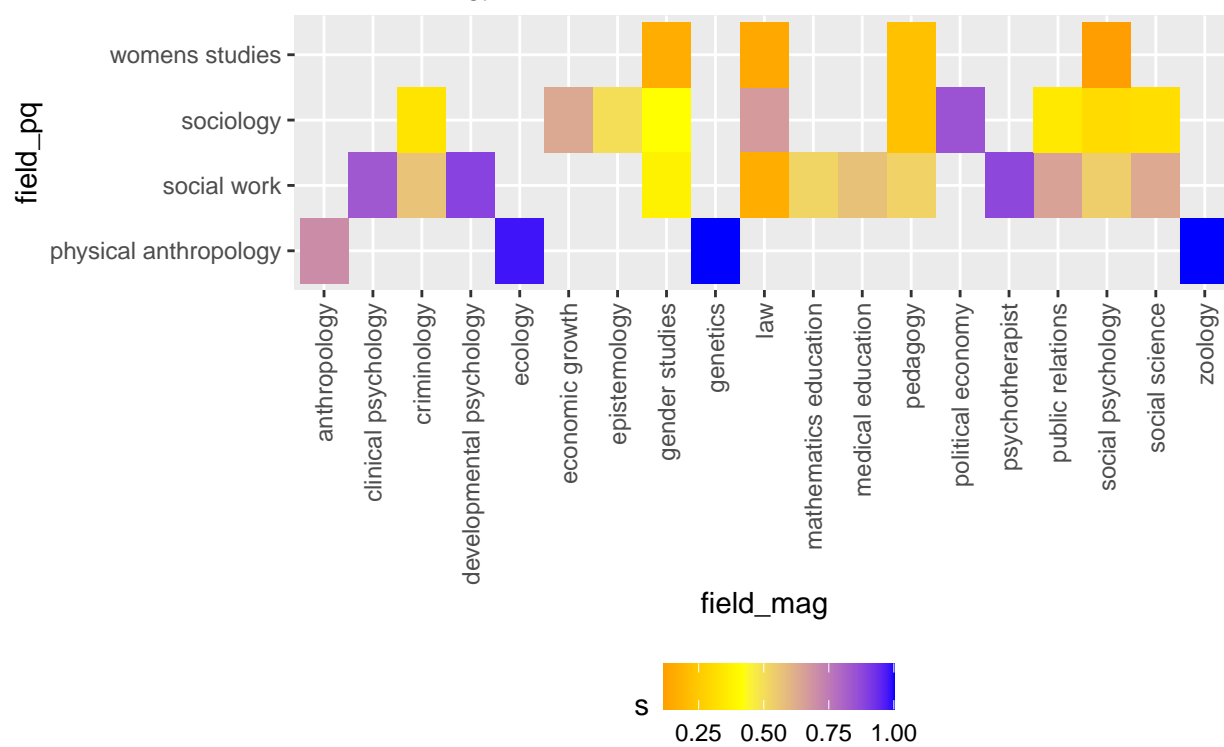 womens studies
sociology
social work
physical anthropology
field_pq
anthropology
clinical psychology
criminology
developmental psychology
ecology
economic growth
epistemology
gender studies
genetics
law
mathematics education
medical education
pedagogy
political economy
psychotherapist
public relations
social psychology
social science
zoology
field_mag
s
0.25 0.50 0.75 1.00